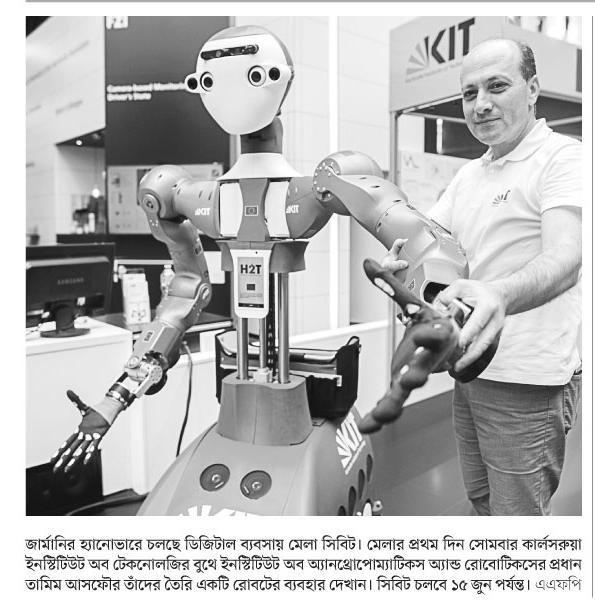 H2T
Camera-based Monitoring
Driver's State
KIT
SAMSUNG
KIT
KIT
H2T
KIT
জার্মানির হ্যানোভারে চলছে ডিজিটাল ব্যবসায় মেলা সিবিট। মেলার প্রথম দিন সোমবার কার্লসরুয়া
ইনস্টিটিউট অব টেকনোলজির বুথে ইনস্টিটিউট অব অ্যানথ্রোপোম্যাটিকস অ্যান্ড রোবোটিকসের প্রধান
তামিম আসফৌর তাঁদের তৈরি একটি রোবটের ব্যবহার দেখান। সিবিট চলবে ১৫ জুন পর্যন্ত। এএফপি